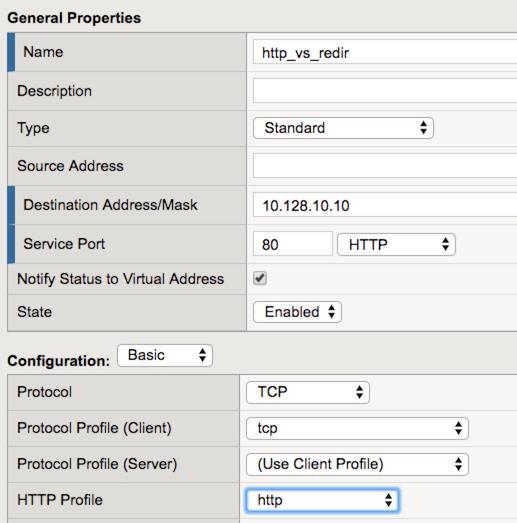 General Properties
Name http_vs_redir
Description
Type Standard
Source Address
Destination Address/Mask 10.128.10.10
Service Port 80 HTTP
Notify Status to Virtual Address
State Enabled
Configuration: Basic
Protocol TCP
Protocol Profile (Client) tcp
Protocol Profile (Server) (Use Client Profile)
HTTP Profile http